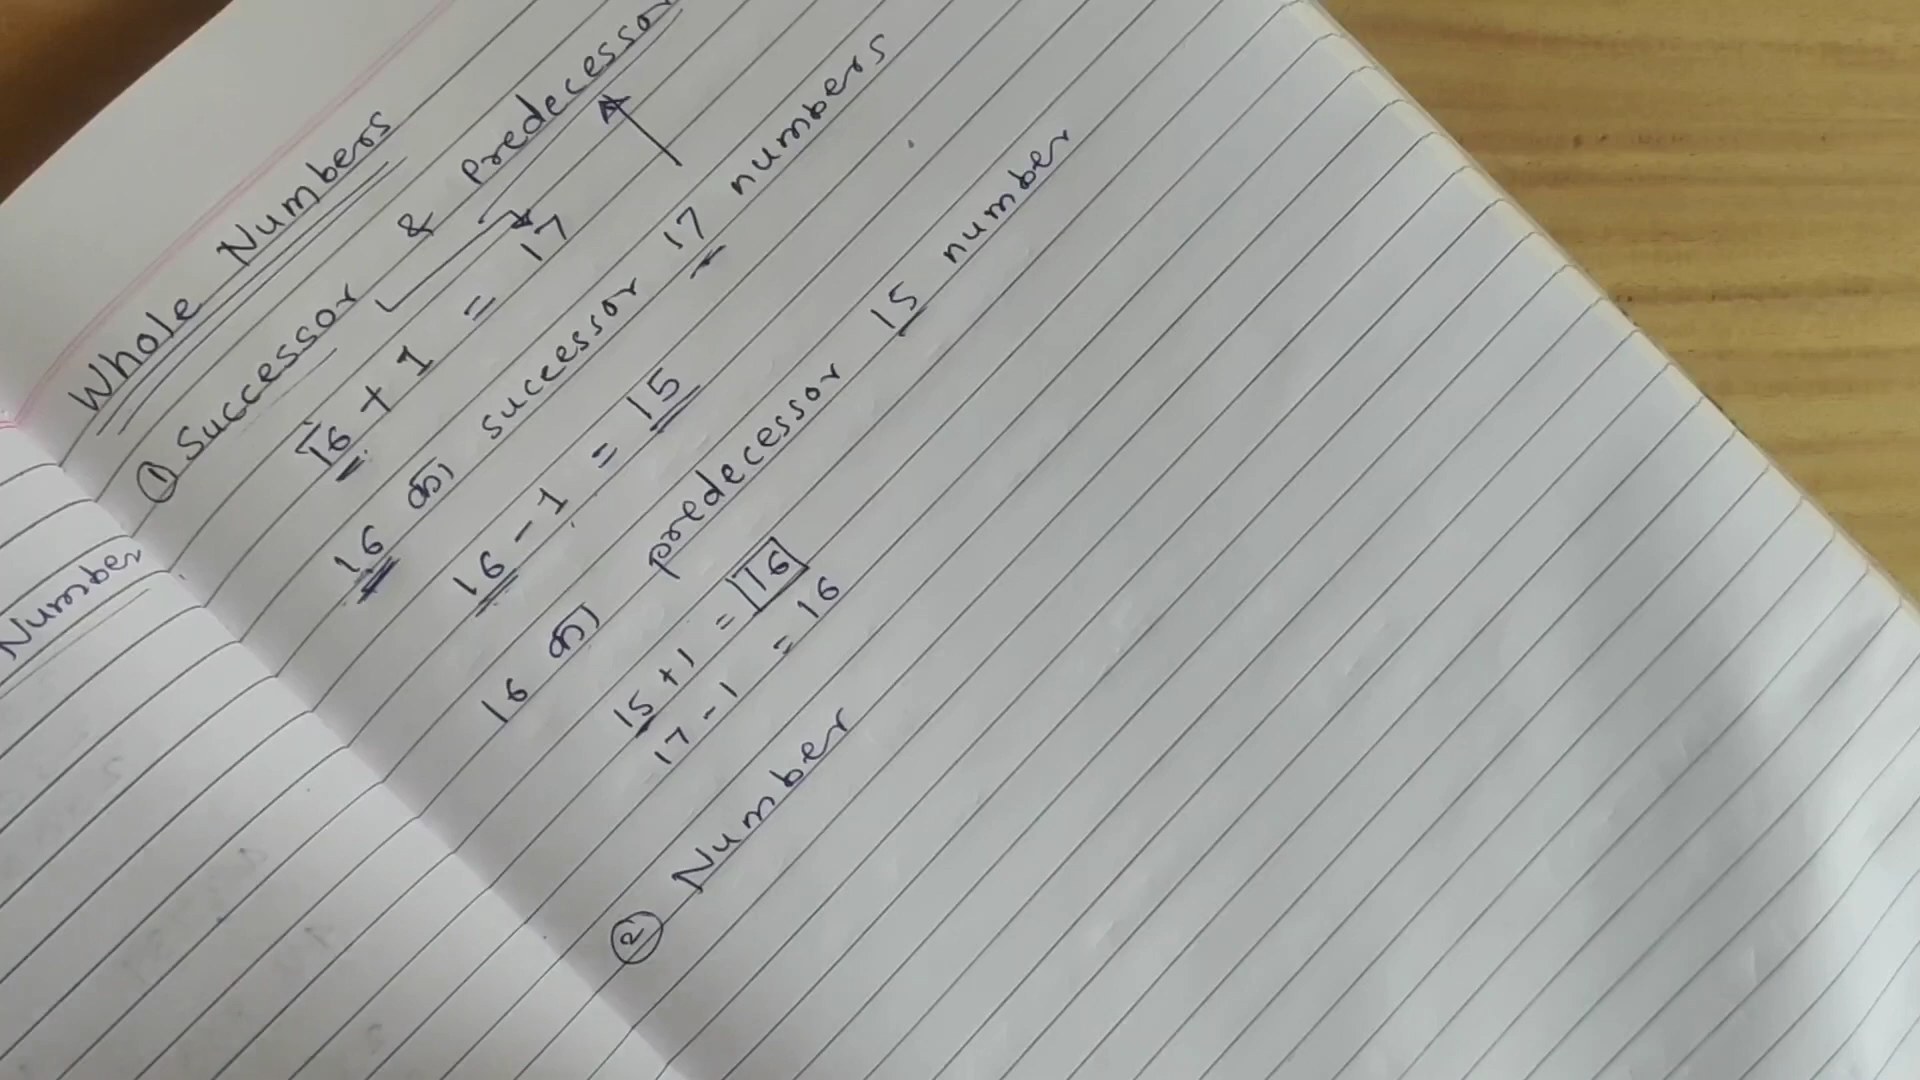 Whole Numbers
① Successor & Predecessor
16 + 1 = 17
16 का sucessor 17 numbers
16 - 1 = 15
16 का predecessor 15 number
15 + 1 = 16
17 - 1 = 16
② Number
Number